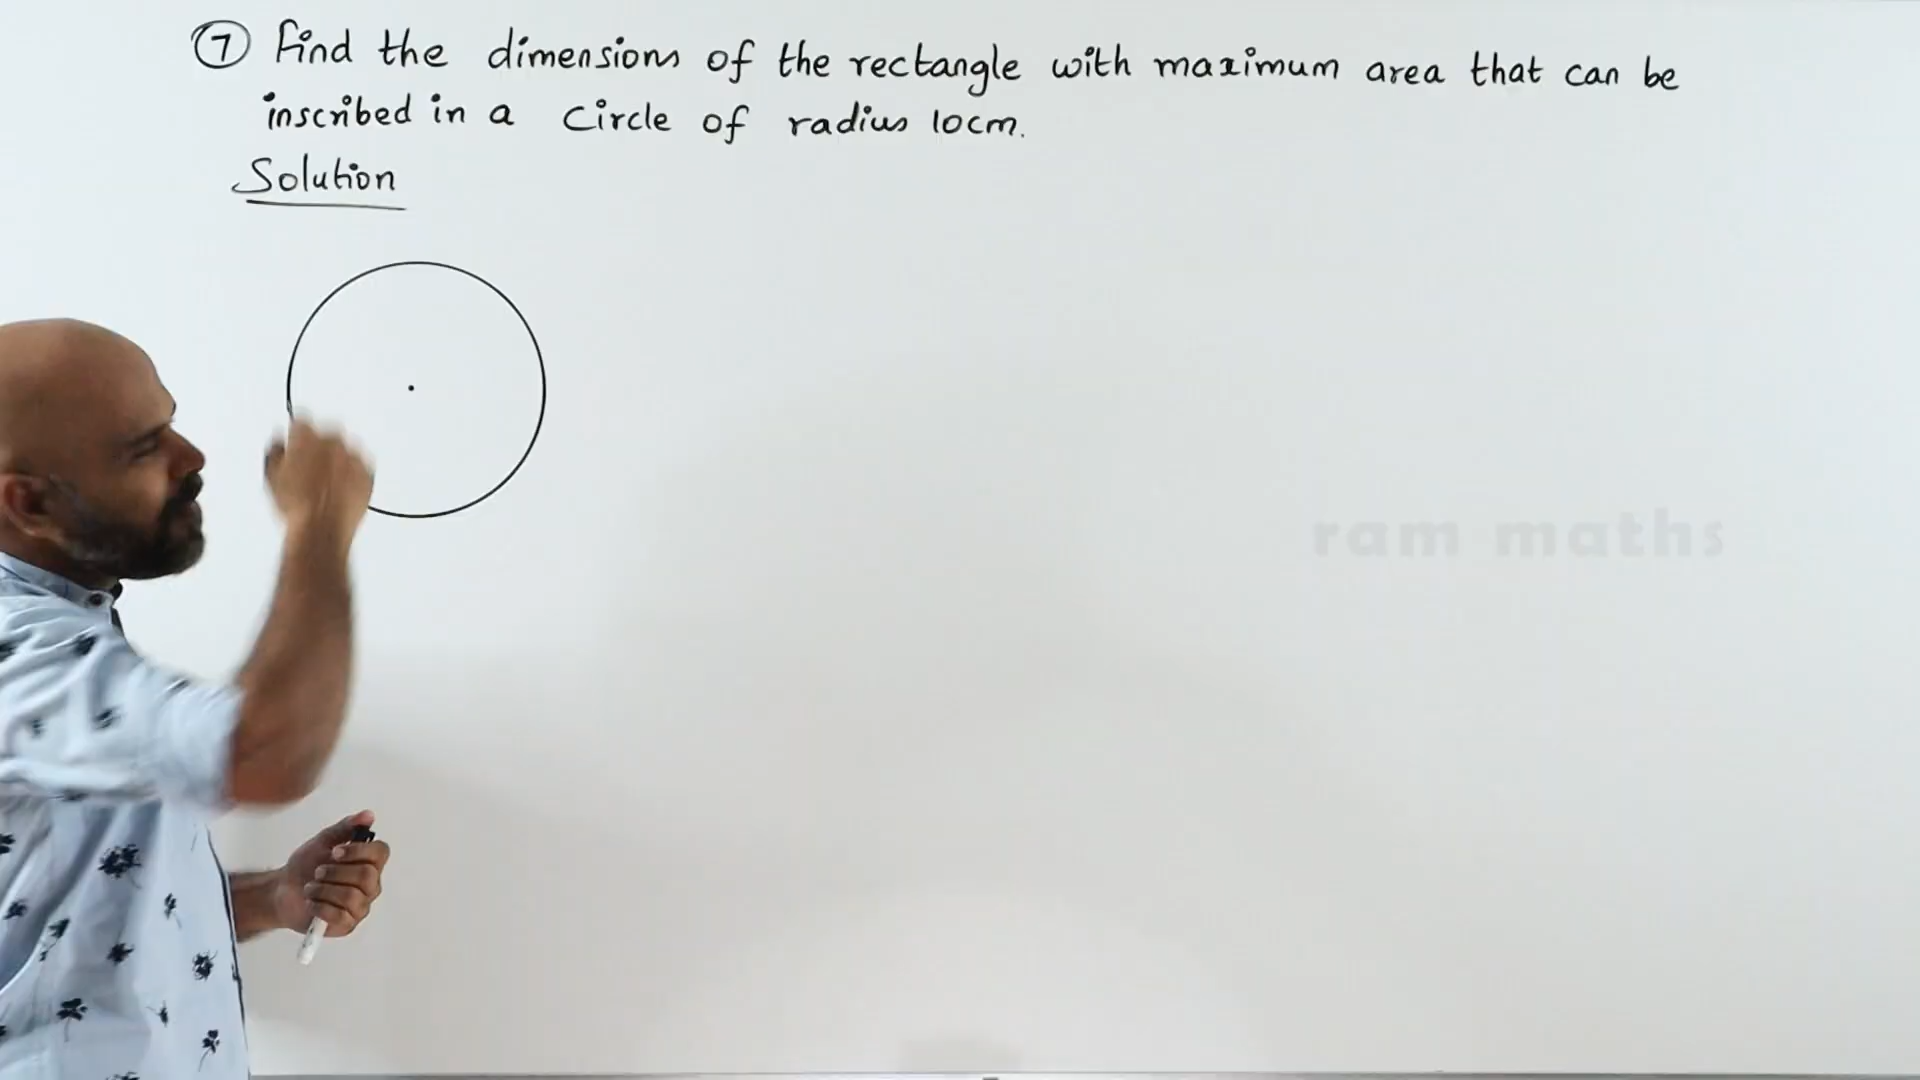 ⑦ Find the dimensions of the rectangle with maximum area that can be
inscribed in a circle of radius 10cm.
Solution
ram maths